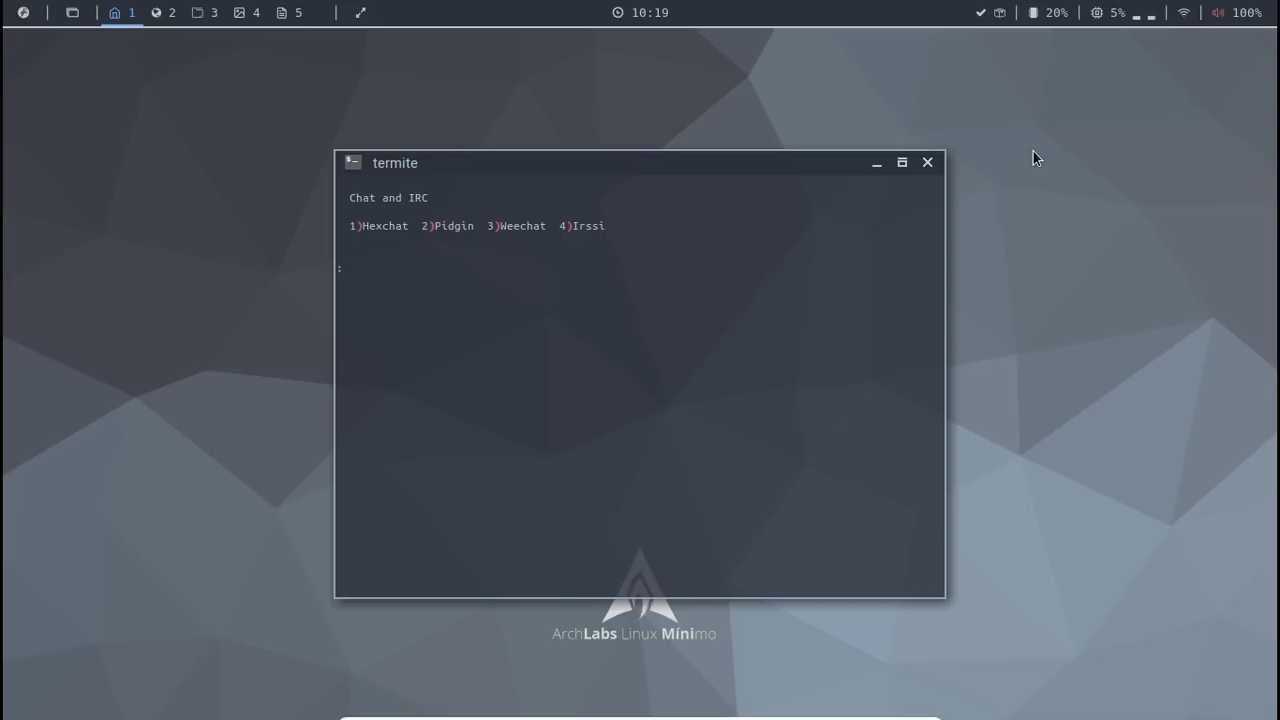 1 2 3 4 5 10:19 20% 5% 100%
termite
Chat and IRC
1)Hexchat 2)Pidgin 3)Weechat 4)Irssi
:
ArchLabs Linux Mínimo